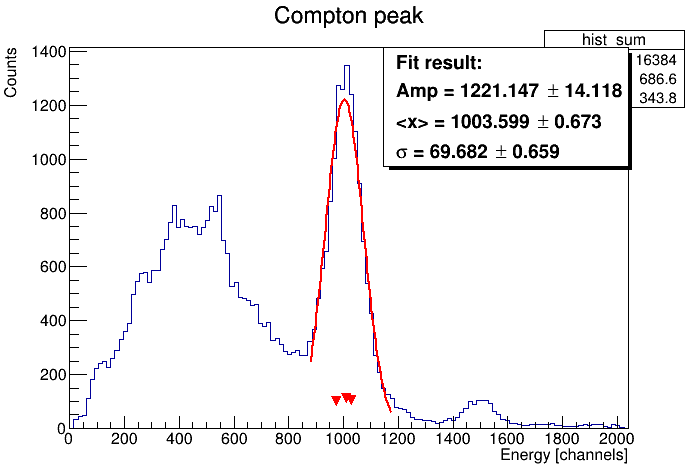 Compton peak
hist_sum
16384
686.6
343.8
Fit result:
Amp = 1221.147 ± 14.118
<x> = 1003.599 ± 0.673
σ = 69.682 ± 0.659
Counts
1400
1200
1000
800
600
400
200
0
0 200 400 600 800 1000 1200 1400 1600 1800 2000
Energy [channels]